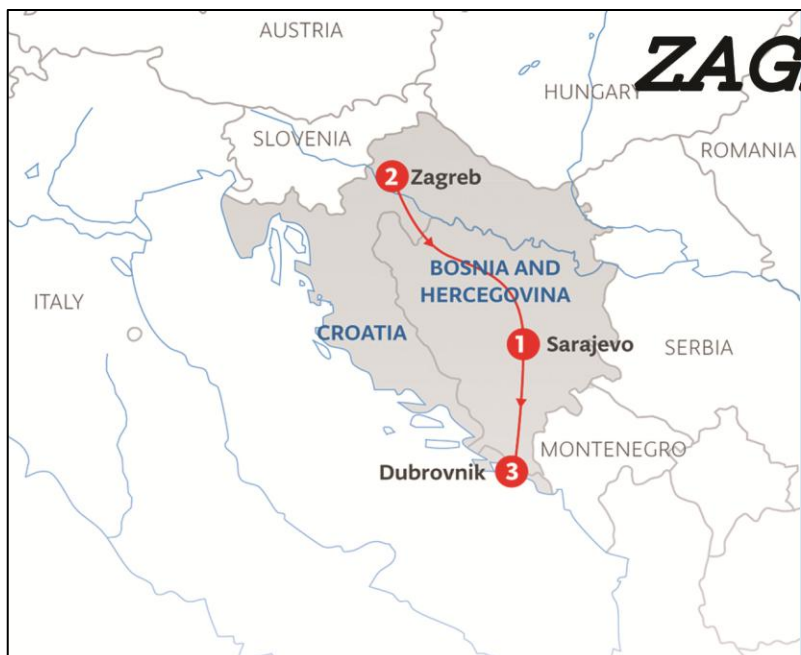 AUSTRIA
HUNGARY
SLOVENIA
ROMANIA
2 Zagreb
BOSNIA AND
HERCEGOVINA
ITALY
CROATIA
1 Sarajevo
SERBIA
MONTENEGRO
Dubrovnik 3